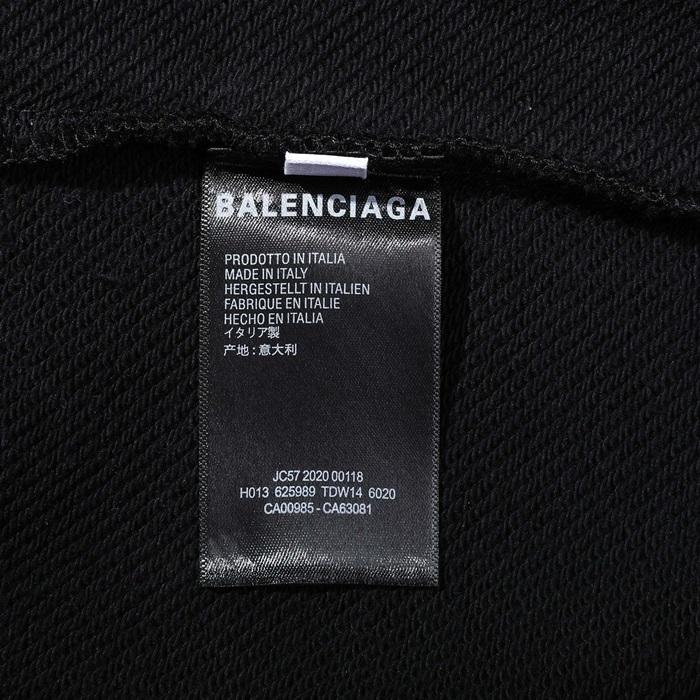 BALENCIAGA
PRODOTTO IN ITALIA
MADE IN ITALY
HERGESTELLT IN ITALIEN
FABRIQUE EN ITALIE
HECHO EN ITALIA
イタリア製
产地：意大利
JC57 2020 00118
H013 625989 TDW14 6020
CA00985 - CA63081